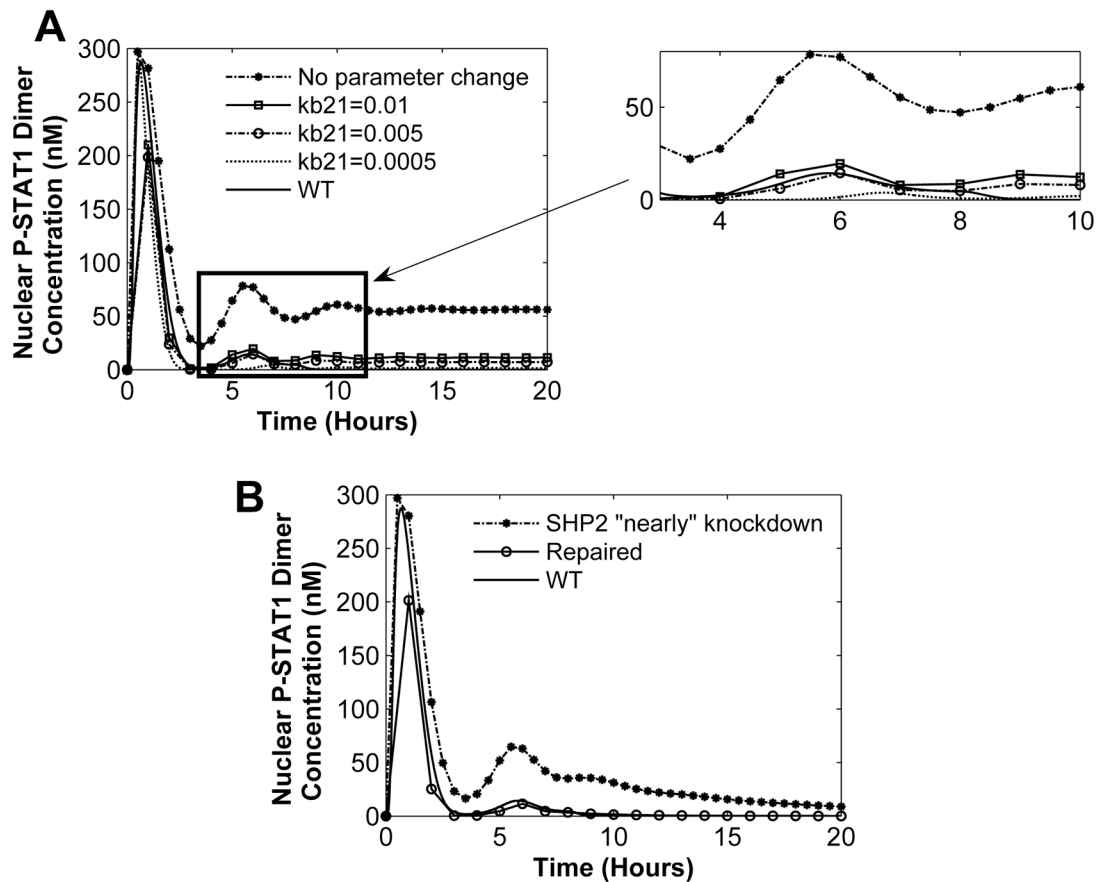 A
Nuclear P-STAT1 Dimer
Concentration (nM)
300
250
200
150
100
50
0
No parameter change
kb21=0.01
kb21=0.005
kb21=0.0005
WT
0 5 10 15 20
Time (Hours)
50
0
4 6 8 10
B
Nuclear P-STAT1 Dimer
Concentration (nM)
300
250
200
150
100
50
0
SHP2 "nearly" knockdown
Repaired
WT
0 5 10 15 20
Time (Hours)